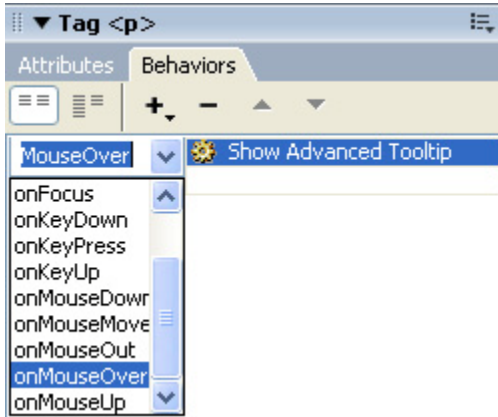 Tag <p>
Attributes Behaviors
MouseOver Show Advanced Tooltip
onFocus
onKeyDown
onKeyPress
onKeyUp
onMouseDowr
onMouseMove
onMouseOut
onMouseOver
onMouseUp